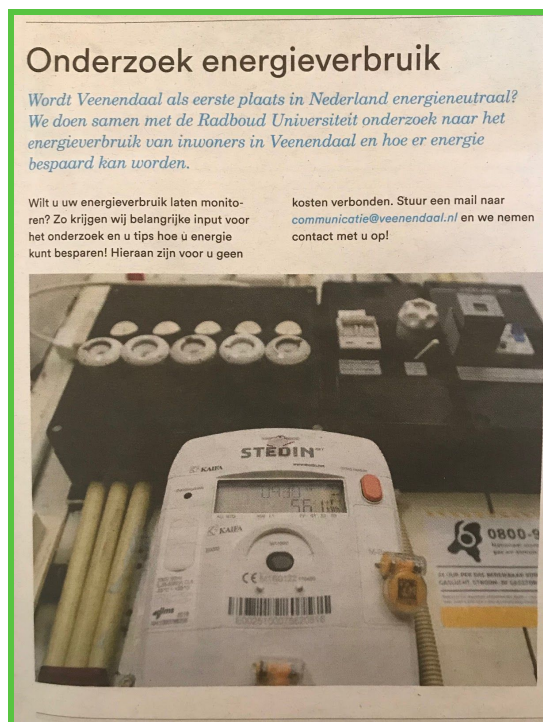 Onderzoek energieverbruik
Wordt Veenendaal als eerste plaats in Nederland energieneutraal?
We doen samen met de Radboud Universiteit onderzoek naar het
energieverbruik van inwoners in Veenendaal en hoe er energie
bespaard kan worden.
Wilt u uw energieverbruik laten monito-
ren? Zo krijgen wij belangrijke input voor
het onderzoek en u tips hoe u energie
kunt besparen! Hieraan zijn voor u geen
kosten verbonden. Stuur een mail naar
communicatie@veenendaal.nl en we nemen
contact met u op!
STEDIN
KAIFA
KAIFA
CE
0800-9